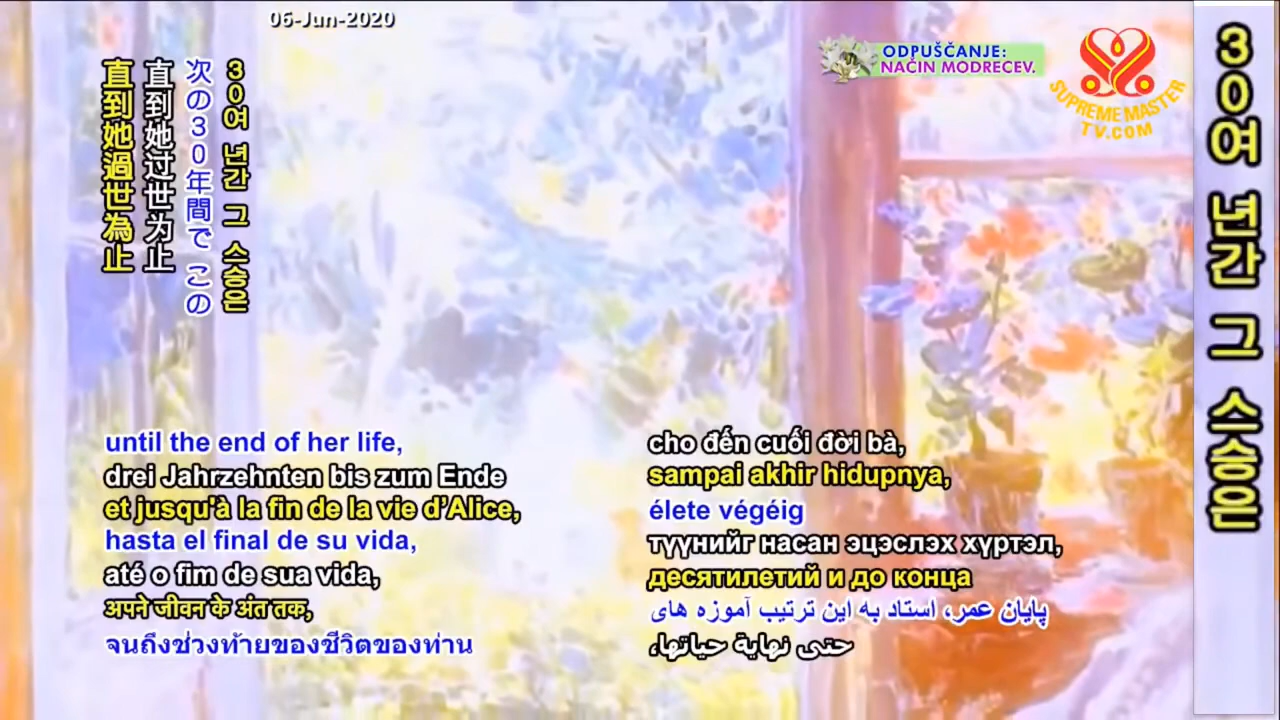 06-Jun-2020
ODPUŠČANJE:
NAČIN MODRECEV.
SUPREME MASTER
TV.COM
30여 년간 그 스승은
次の30年間で この
直到她过世为止
直到她過世為止
until the end of her life,
drei Jahrzehnten bis zum Ende
et jusqu'à la fin de la vie d'Alice,
hasta el final de su vida,
até o fim de sua vida,
अपने जीवन के अंत तक,
จนถึงช่วงท้ายของชีวิตของท่าน
cho đến cuối đời bà,
sampai akhir hidupnya,
élete végéig
түүнийг насан эцэслэх хүртэл,
десятилетий и до конца
پایان عمر، استاد به این ترتیب آموزه های
حتى نهاية حياتها،
30여 년간 그 스승은